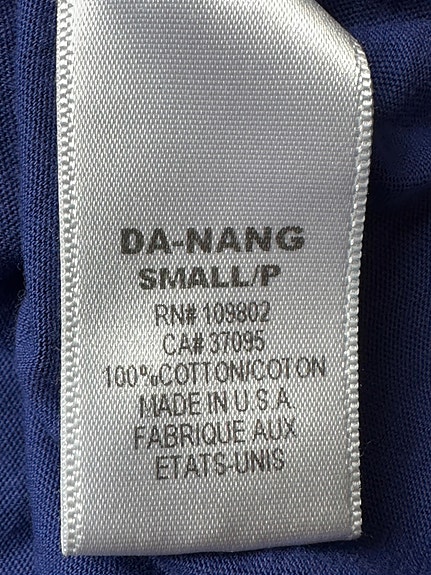 DA-NANG
SMALL/P
RN# 109802
CA# 37095
100%COTTON/COTON
MADE IN U.S.A
FABRIQUE AUX
ETATS-UNIS